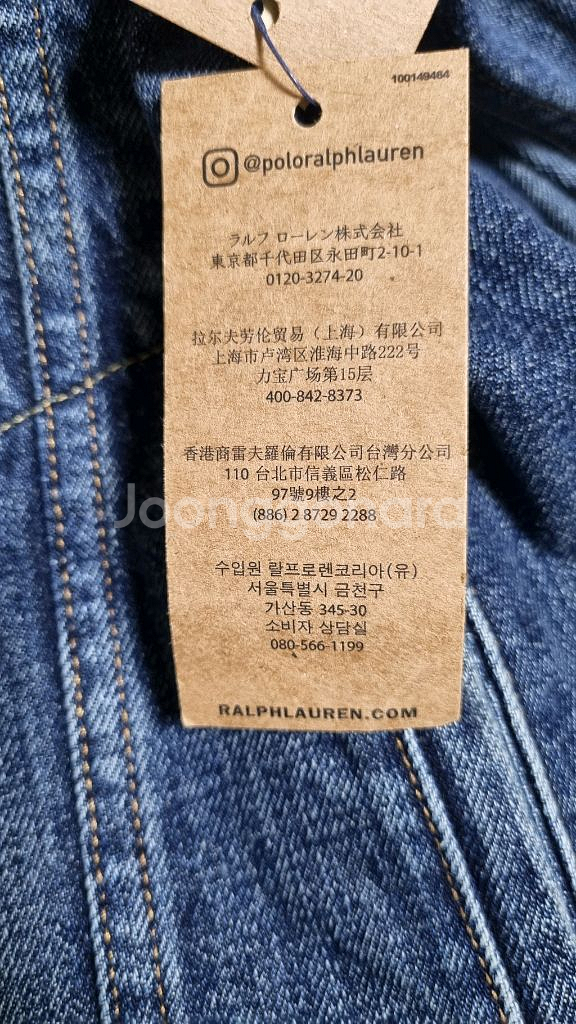 100149464
@poloralphlauren
ラルフ ローレン株式会社
東京都千代田区永田町2-10-1
0120-3274-20
拉尔夫劳伦贸易（上海）有限公司
上海市卢湾区淮海中路222号
力宝广场第15层
400-842-8373
香港商雷夫羅倫有限公司台灣分公司
110 台北市信義區松仁路
97號9樓之2
(886) 2 8729 2288
Joonggonara
수입원 랄프로렌코리아(유)
서울특별시 금천구
가산동 345-30
소비자 상담실
080-566-1199
RALPHLAUREN.COM